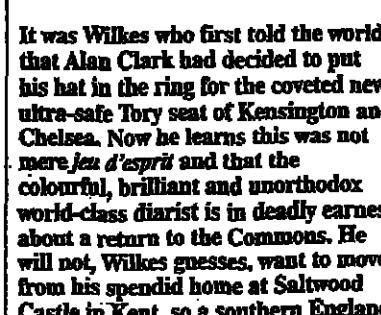 It was Wilkes who first told the world
that Alan Clark had decided to put
his hat in the ring for the coveted new
ultra-safe Tory seat of Kensington an
Chelsea. Now he learns this was not
mere jeu d'esprit and that the
colourful, brilliant and unorthodox
world-class diarist is in deadly earnes
about a return to the Commons. He
will not, Wilkes guesses, want to move
from his spendid home at Saltwood
Castle in Kent, so a southern England